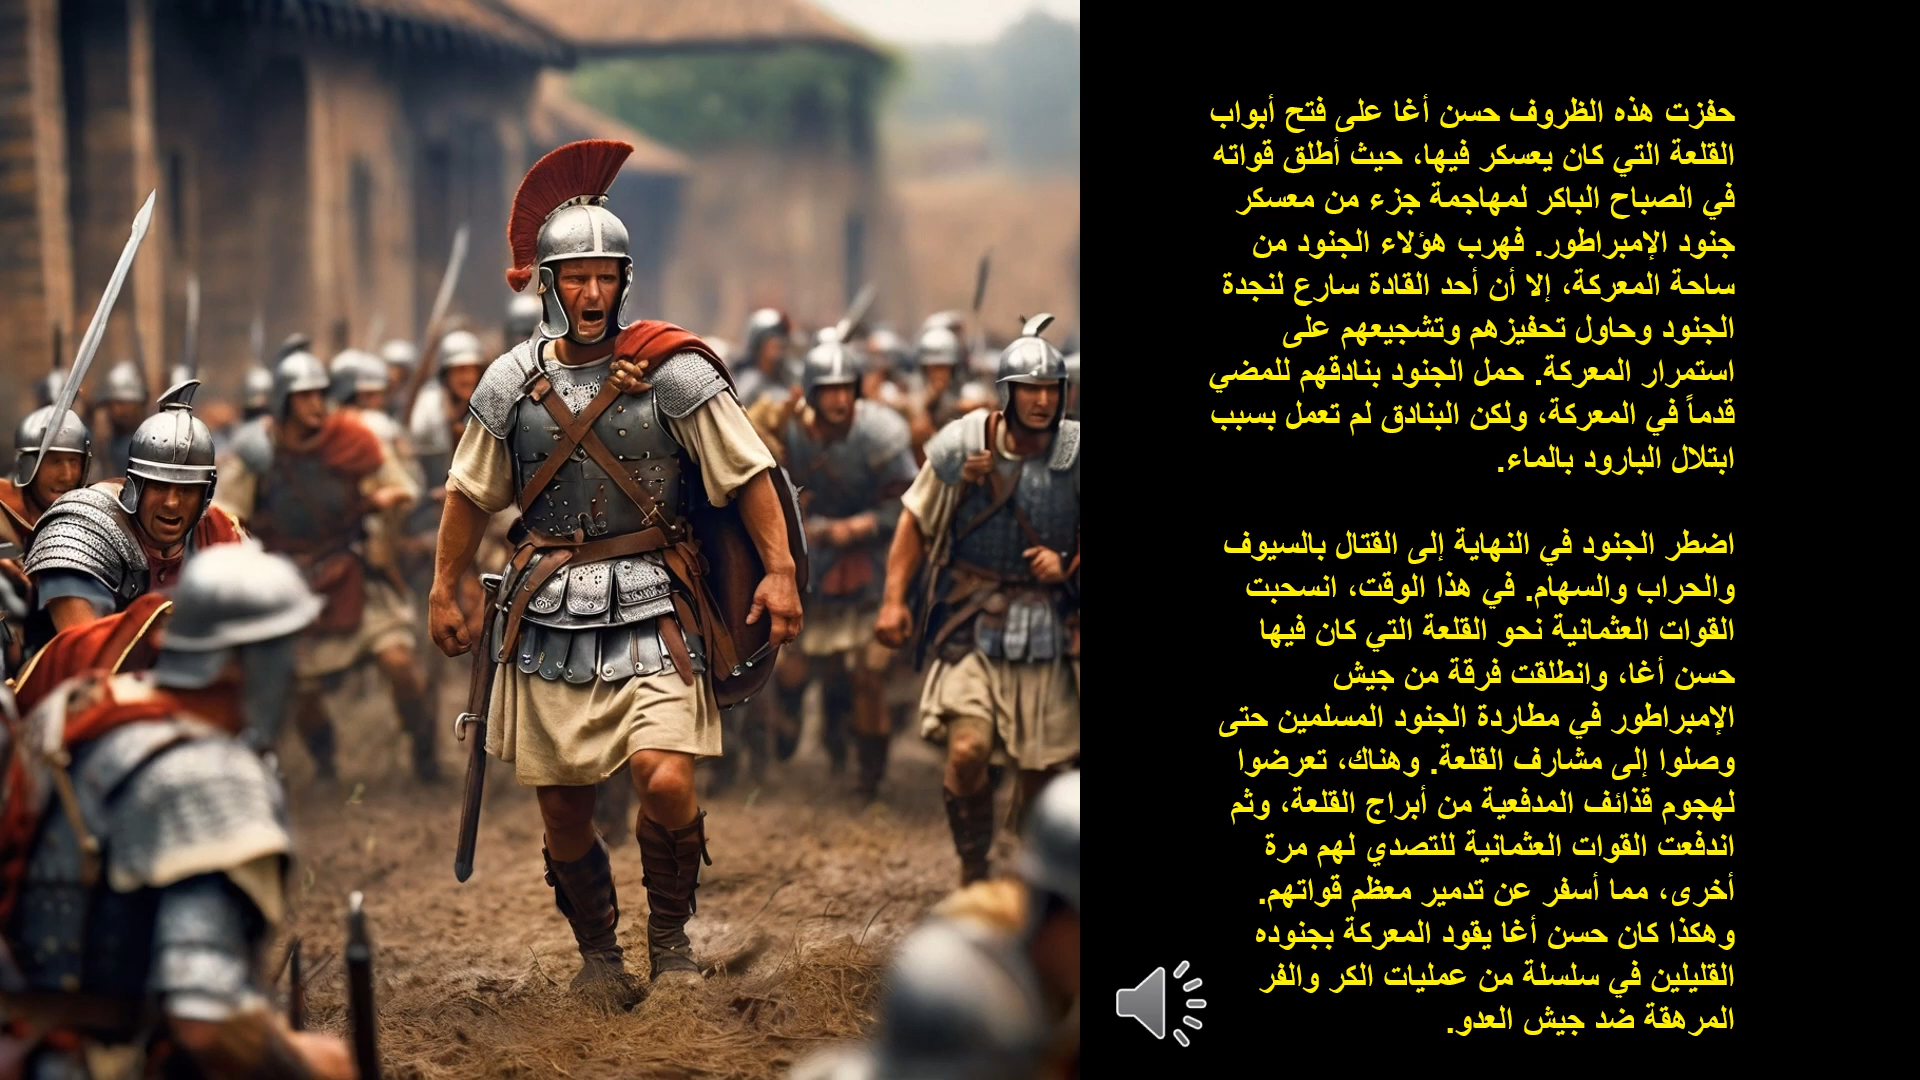 حفزت هذه الظروف حسن أغا على فتح أبواب
القلعة التي كان يعسكر فيها، حيث أطلق قواته
في الصباح الباكر لمهاجمة جزء من معسكر
جنود الإمبراطور. فهرب هؤلاء الجنود من
ساحة المعركة، إلا أن أحد القادة سارع لنجدة
الجنود وحاول تحفيزهم وتشجيعهم على
استمرار المعركة. حمل الجنود بنادقهم للمضي
قدماً في المعركة، ولكن البنادق لم تعمل بسبب
ابتلال البارود بالماء.
اضطر الجنود في النهاية إلى القتال بالسيوف
والحراب والسهام. في هذا الوقت، انسحبت
القوات العثمانية نحو القلعة التي كان فيها
حسن أغا، وانطلقت فرقة من جيش
الإمبراطور في مطاردة الجنود المسلمين حتى
وصلوا إلى مشارف القلعة. وهناك، تعرضوا
لهجوم قذائف المدفعية من أبراج القلعة، وثم
اندفعت القوات العثمانية للتصدي لهم مرة
أخرى، مما أسفر عن تدمير معظم قواتهم.
وهكذا كان حسن أغا يقود المعركة بجنوده
القليلين في سلسلة من عمليات الكر والفر
المرهقة ضد جيش العدو.